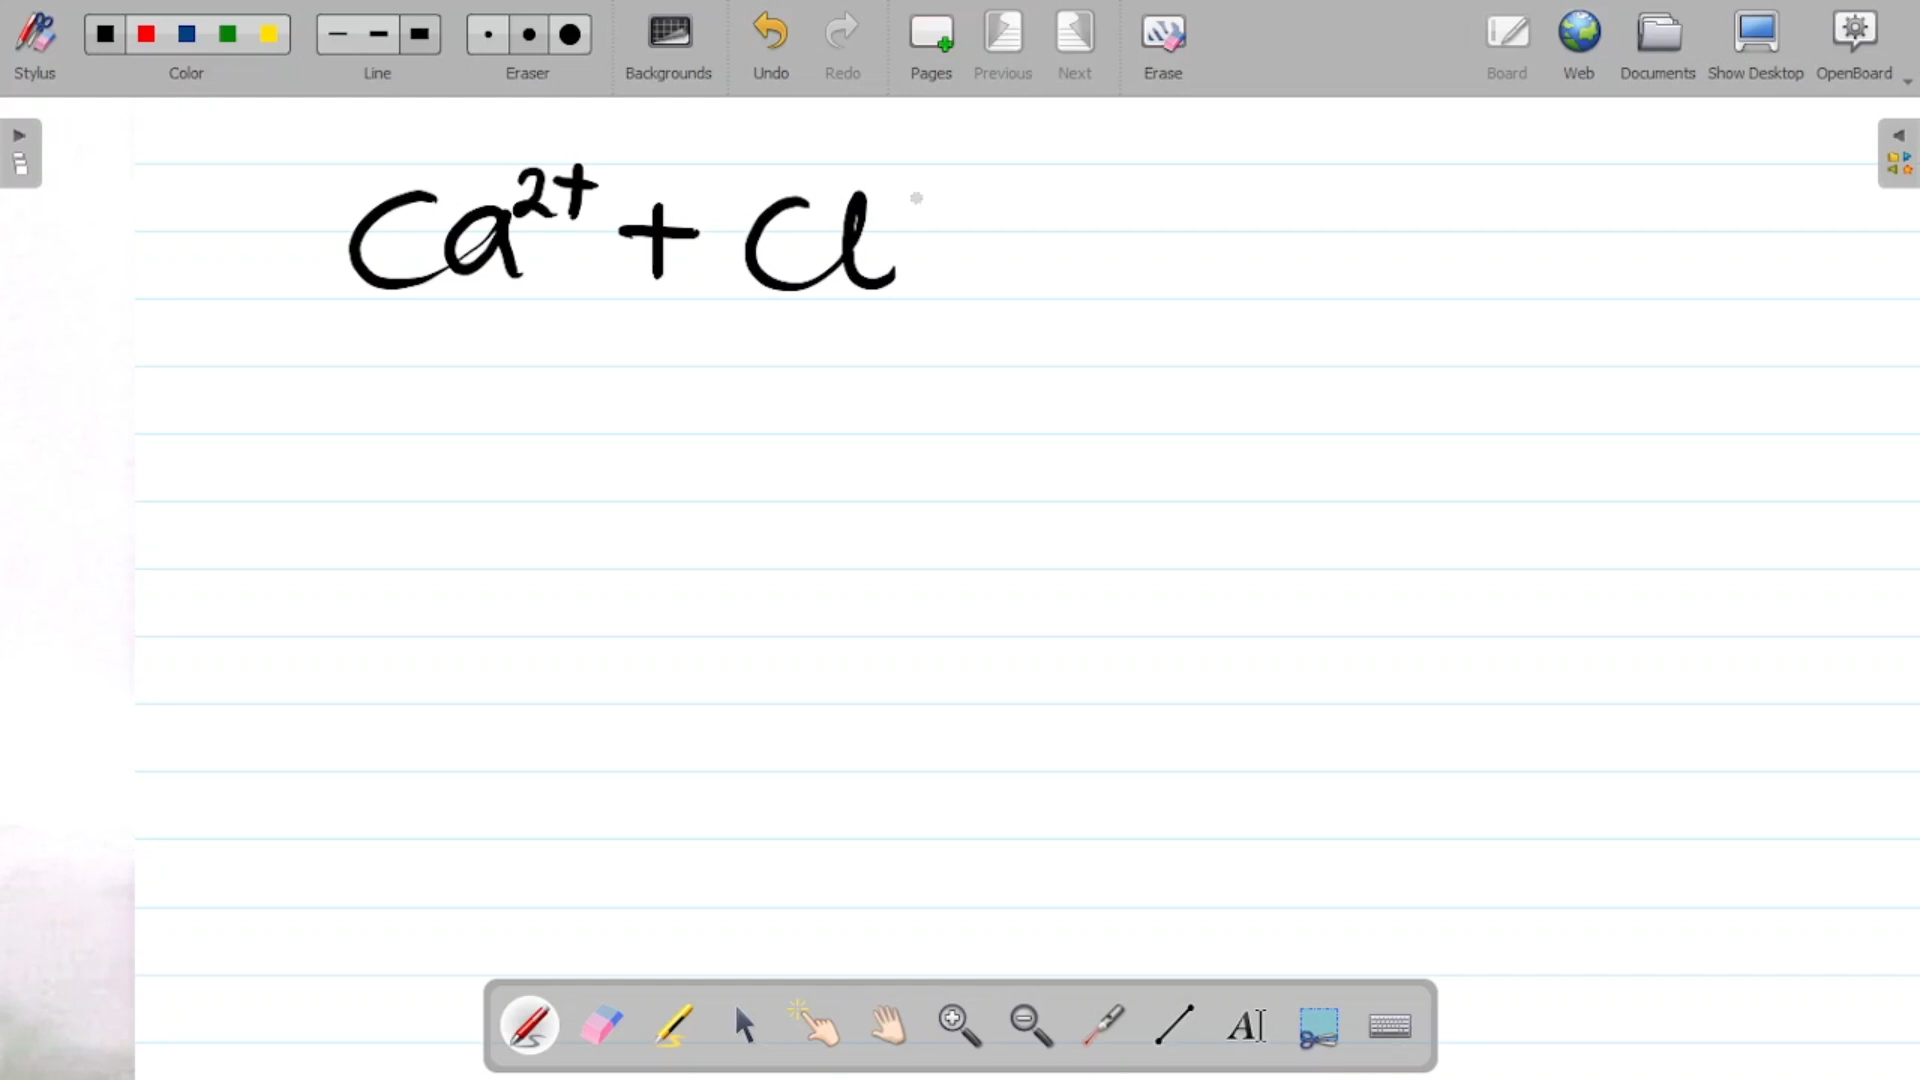 Stylus Color Line Eraser Backgrounds Undo Redo Pages Previous Next Erase Board Web Documents Show Desktop OpenBoard
Ca²⁺ + Cl